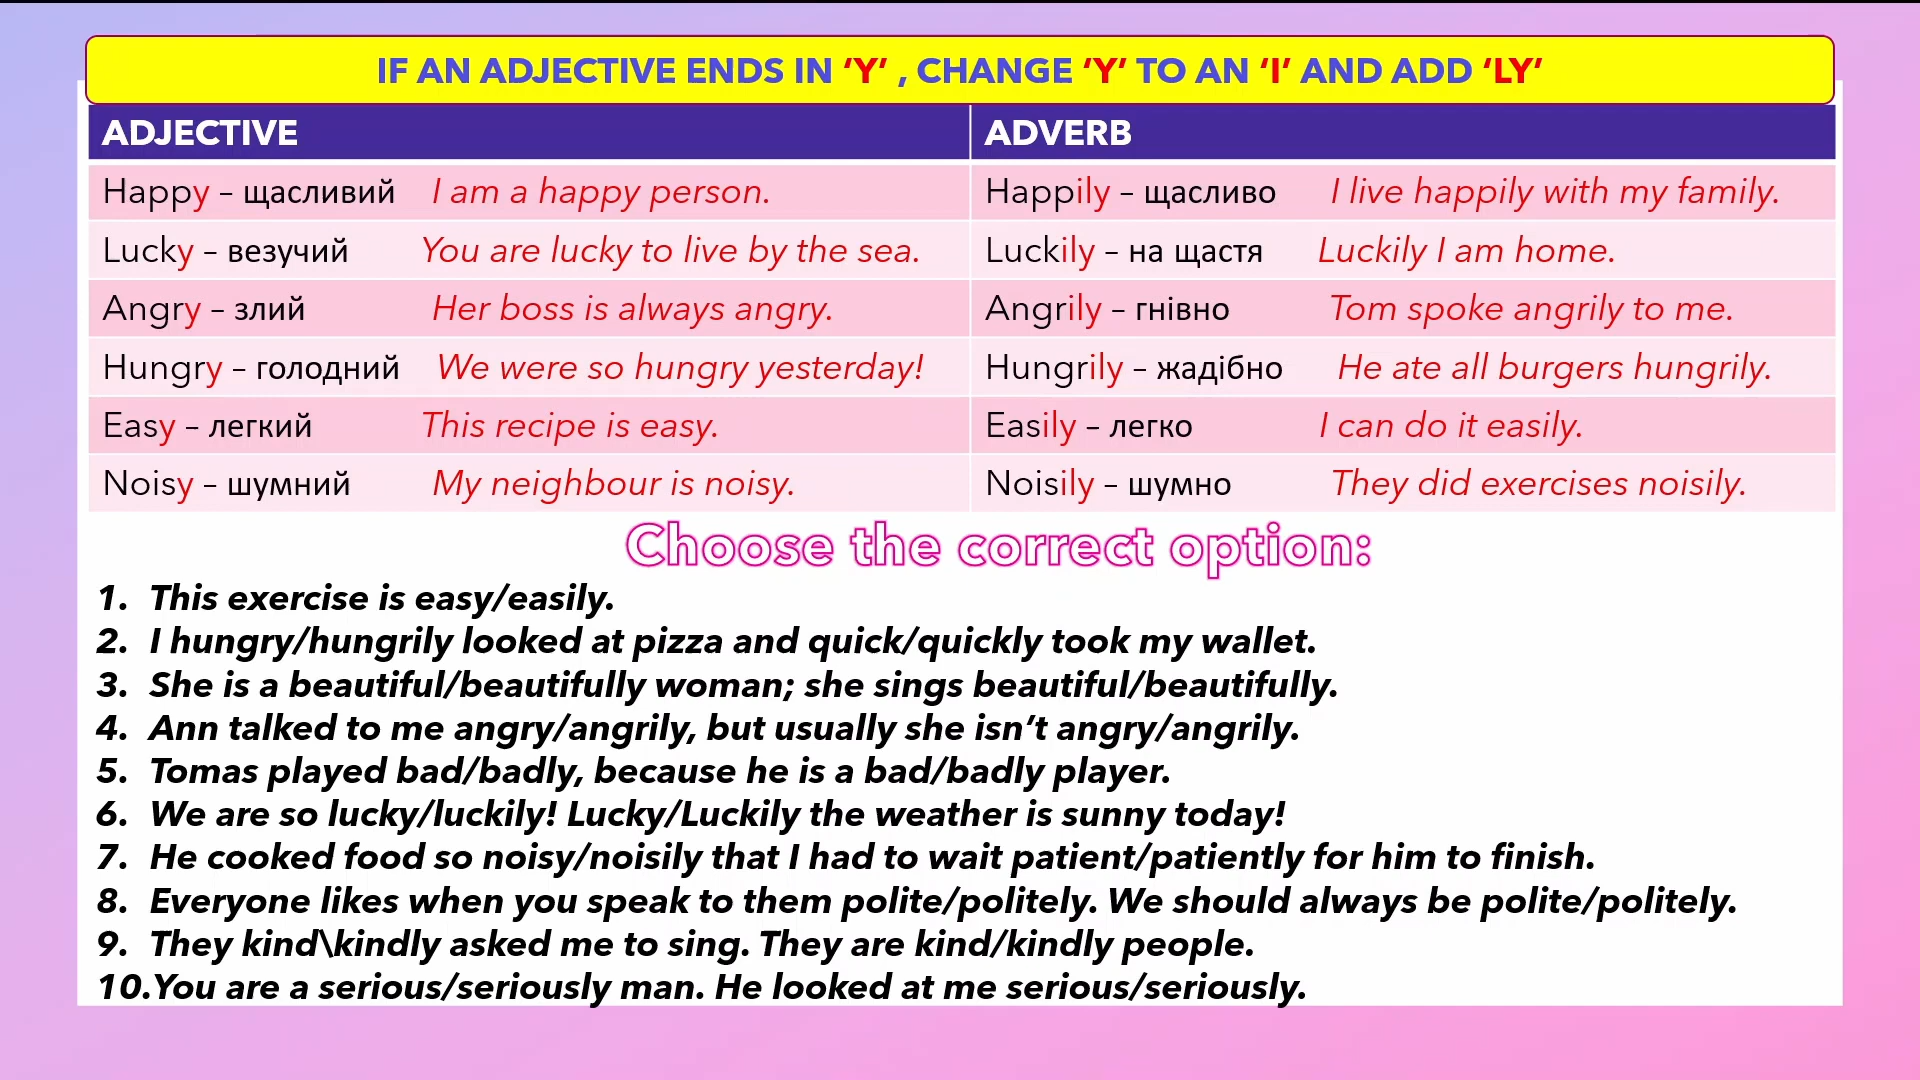 IF AN ADJECTIVE ENDS IN ‘Y’ , CHANGE ‘Y’ TO AN ‘I’ AND ADD ‘LY’
ADJECTIVE ADVERB
Happy – щасливий I am a happy person. Happily – щасливо I live happily with my family.
Lucky – везучий You are lucky to live by the sea. Luckily – на щастя Luckily I am home.
Angry – злий Her boss is always angry. Angrily – гнівно Tom spoke angrily to me.
Hungry – голодний We were so hungry yesterday! Hungrily – жадібно He ate all burgers hungrily.
Easy – легкий This recipe is easy. Easily – легко I can do it easily.
Noisy – шумний My neighbour is noisy. Noisily – шумно They did exercises noisily.
Choose the correct option:
1. This exercise is easy/easily.
2. I hungry/hungrily looked at pizza and quick/quickly took my wallet.
3. She is a beautiful/beautifully woman; she sings beautiful/beautifully.
4. Ann talked to me angry/angrily, but usually she isn’t angry/angrily.
5. Tomas played bad/badly, because he is a bad/badly player.
6. We are so lucky/luckily! Lucky/Luckily the weather is sunny today!
7. He cooked food so noisy/noisily that I had to wait patient/patiently for him to finish.
8. Everyone likes when you speak to them polite/politely. We should always be polite/politely.
9. They kind\kindly asked me to sing. They are kind/kindly people.
10.You are a serious/seriously man. He looked at me serious/seriously.